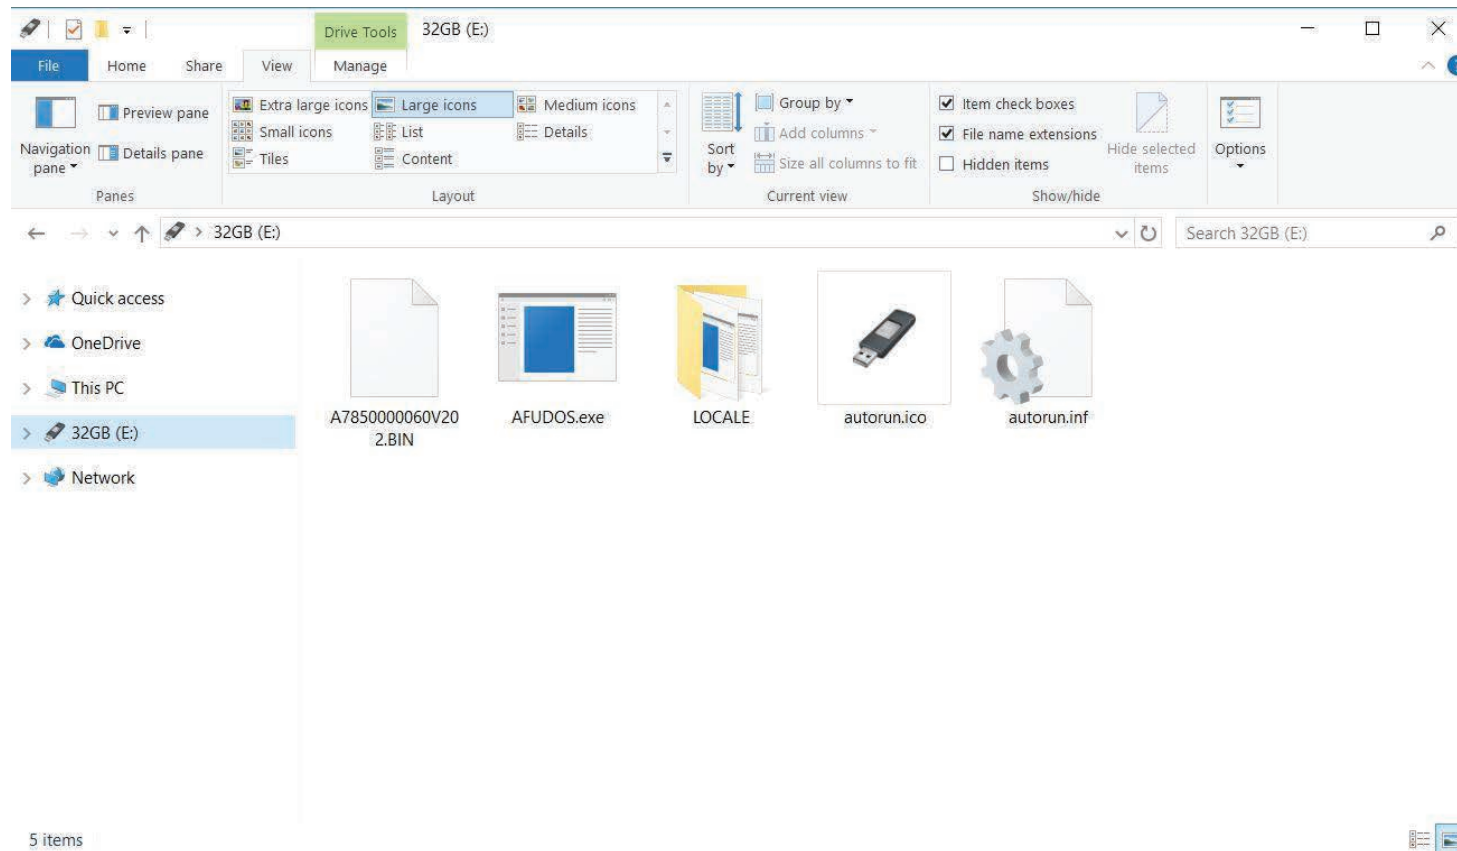 Drive Tools 32GB (E:)
File Home Share View Manage
Navigation pane
Preview pane
Details pane
Panes
Extra large icons Large icons Medium icons
Small icons List Details
Tiles Content
Layout
Sort by
Group by
Add columns
Size all columns to fit
Current view
Item check boxes
File name extensions
Hidden items
Hide selected items
Show/hide
Options
32GB (E:)
Search 32GB (E:)
Quick access
OneDrive
This PC
32GB (E:)
Network
A7850000060V20
2.BIN
AFUDOS.exe
LOCALE
autorun.ico
autorun.inf
5 items